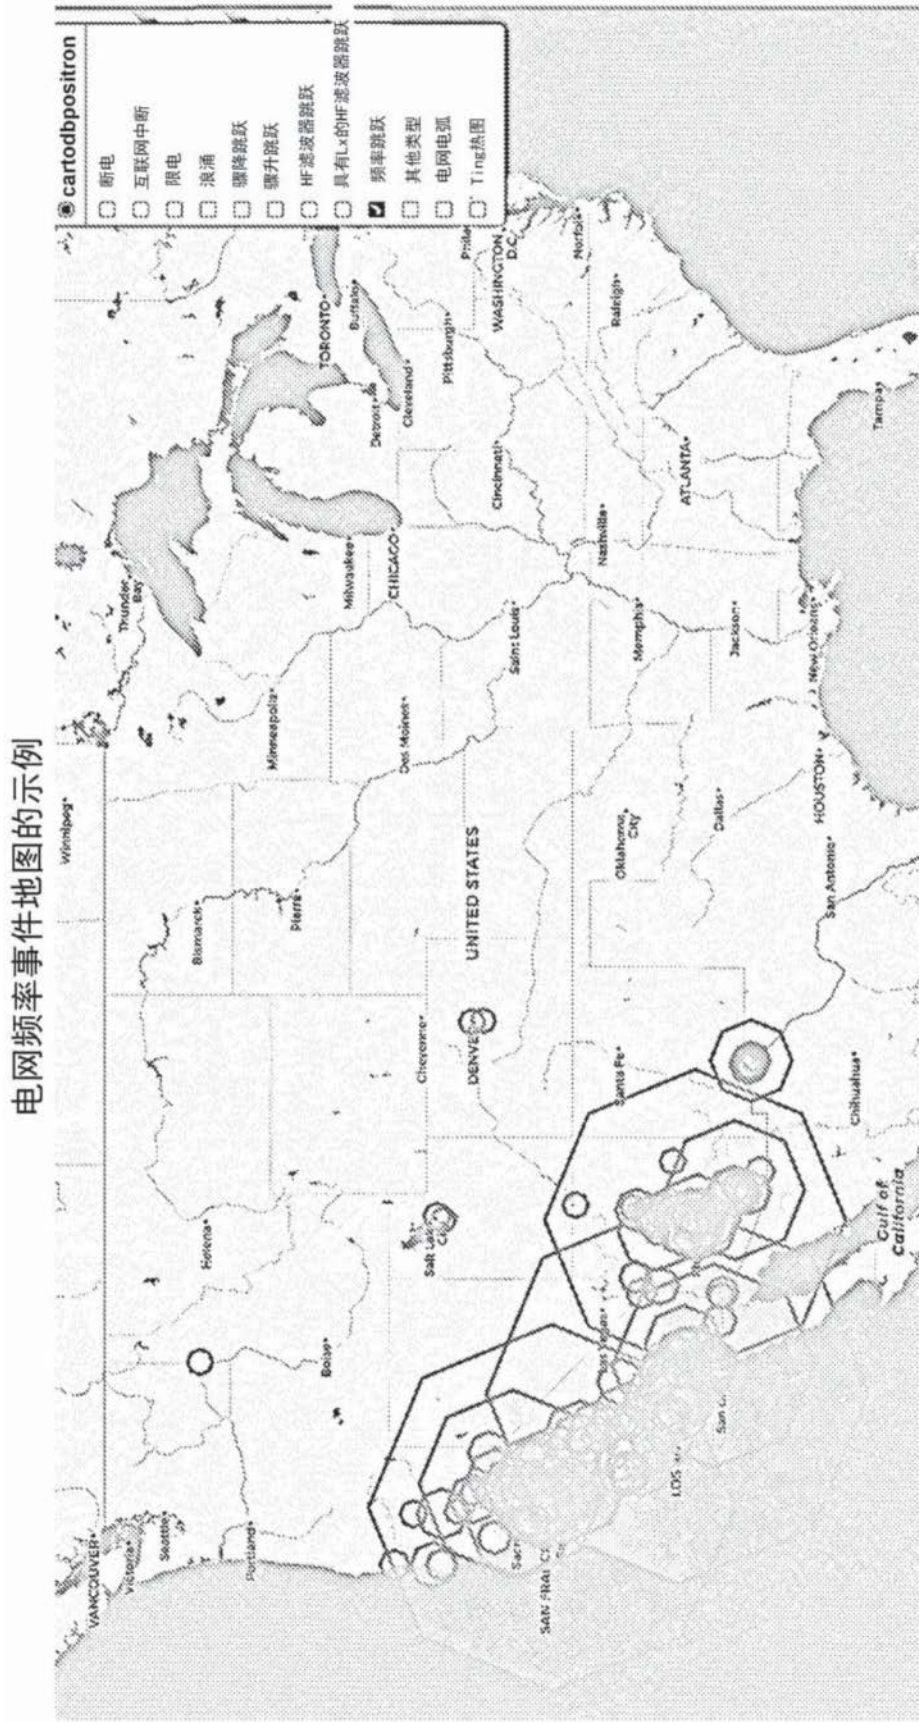 电网频率事件地图的示例
cartodbpositron
断电
互联网中断
限电
浪涌
骤降跳跃
骤升跳跃
HF滤波器跳跃
具有Lx的HF滤波器跳跃
频率跳跃
其他类型
电网电弧
Ting热图
VANCOUVER
Victoria
Seattle
Portland
Helena
Boise
Winnipeg
Bismarck
Pierre
Thunder
Bay
Minneapolis
Milwaukee
CHICAGO
Des Moines
TORONTO
Buffalo
Detroit
Cleveland
Pittsburgh
WASHINGTON
D.C.
Norfolk
Raleigh
Cincinnati
Saint Louis
Nashville
Memphis
ATLANTA
Jackson
New Orleans
Tampa
UNITED STATES
Cheyenne
DENVE
Salt Lake
Santa Fe
Oklahoma
City
Dallas
HOUSTON
San Antonio
Chihuahua
Gulf of
California
Las Vegas
LOS
San
SAN FRA
Sacr